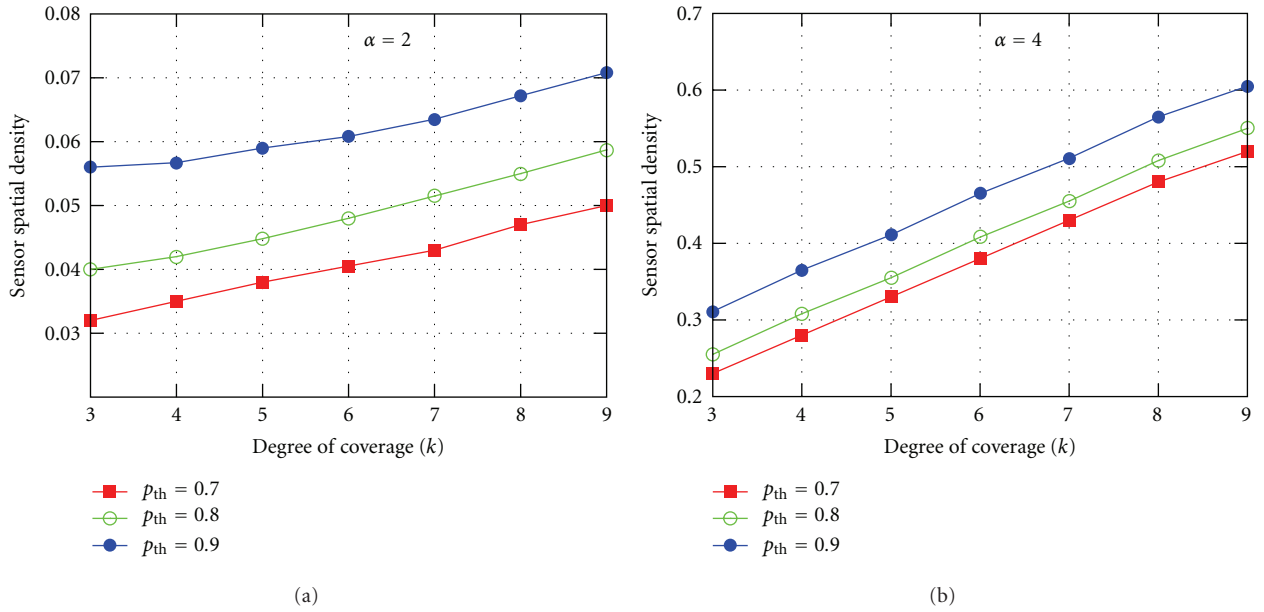 α = 2
0.08
0.07
0.06
0.05
0.04
0.03
Sensor spatial density
3 4 5 6 7 8 9
Degree of coverage (k)
p_th = 0.7
p_th = 0.8
p_th = 0.9
(a)
α = 4
0.7
0.6
0.5
0.4
0.3
0.2
Sensor spatial density
3 4 5 6 7 8 9
Degree of coverage (k)
p_th = 0.7
p_th = 0.8
p_th = 0.9
(b)